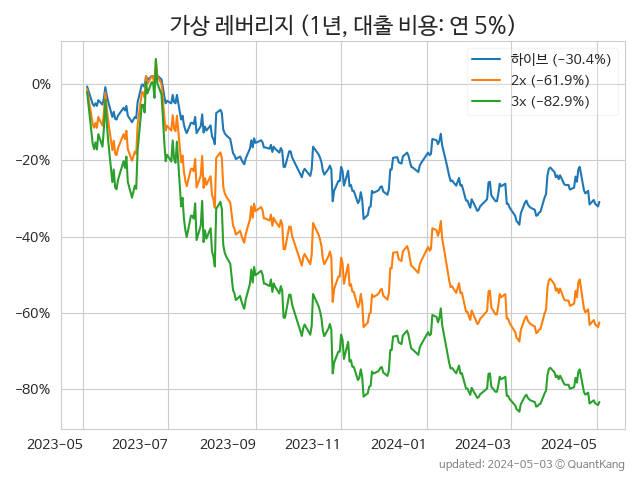 가상 레버리지 (1년, 대출 비용: 연 5%)
하이브 (−30.4%)
2x (−61.9%)
3x (−82.9%)
0%
−20%
−40%
−60%
−80%
2023-05 2023-07 2023-09 2023-11 2024-01 2024-03 2024-05
updated: 2024-05-03 © QuantKang